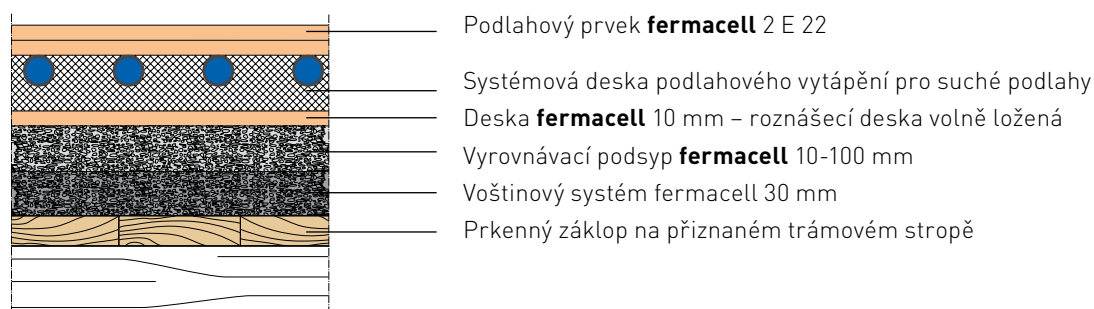 Podlahový prvek fermacell 2 E 22
Systémová deska podlahového vytápění pro suché podlahy
Deska fermacell 10 mm – roznášecí deska volně ložená
Vyrovnávací podsyp fermacell 10-100 mm
Voštinový systém fermacell 30 mm
Prkenný záklop na přiznaném trámovém stropě